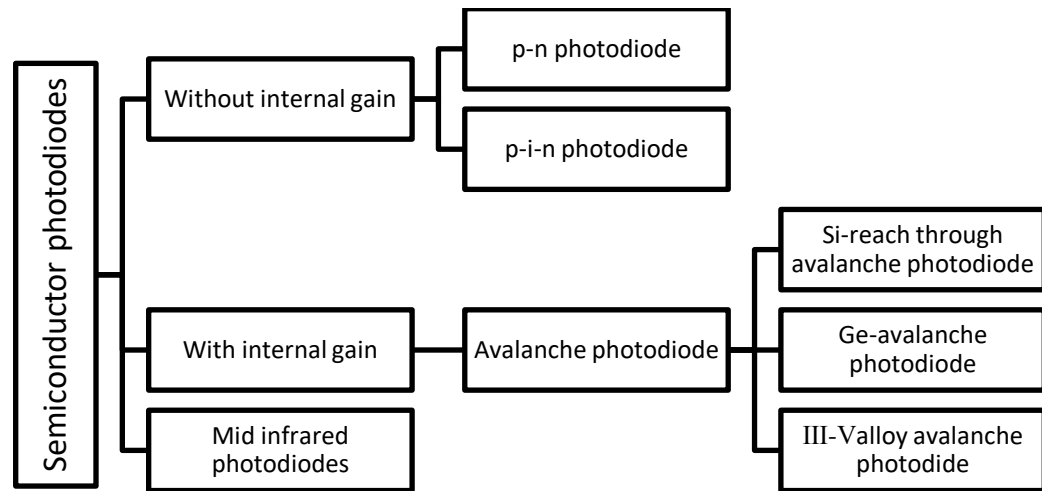 Semiconductor photodiodes
Without internal gain
p-n photodiode
p-i-n photodiode
With internal gain
Avalanche photodiode
Si-reach through
avalanche photodiode
Ge-avalanche
photodiode
III-Valloy avalanche
photodide
Mid infrared
photodiodes